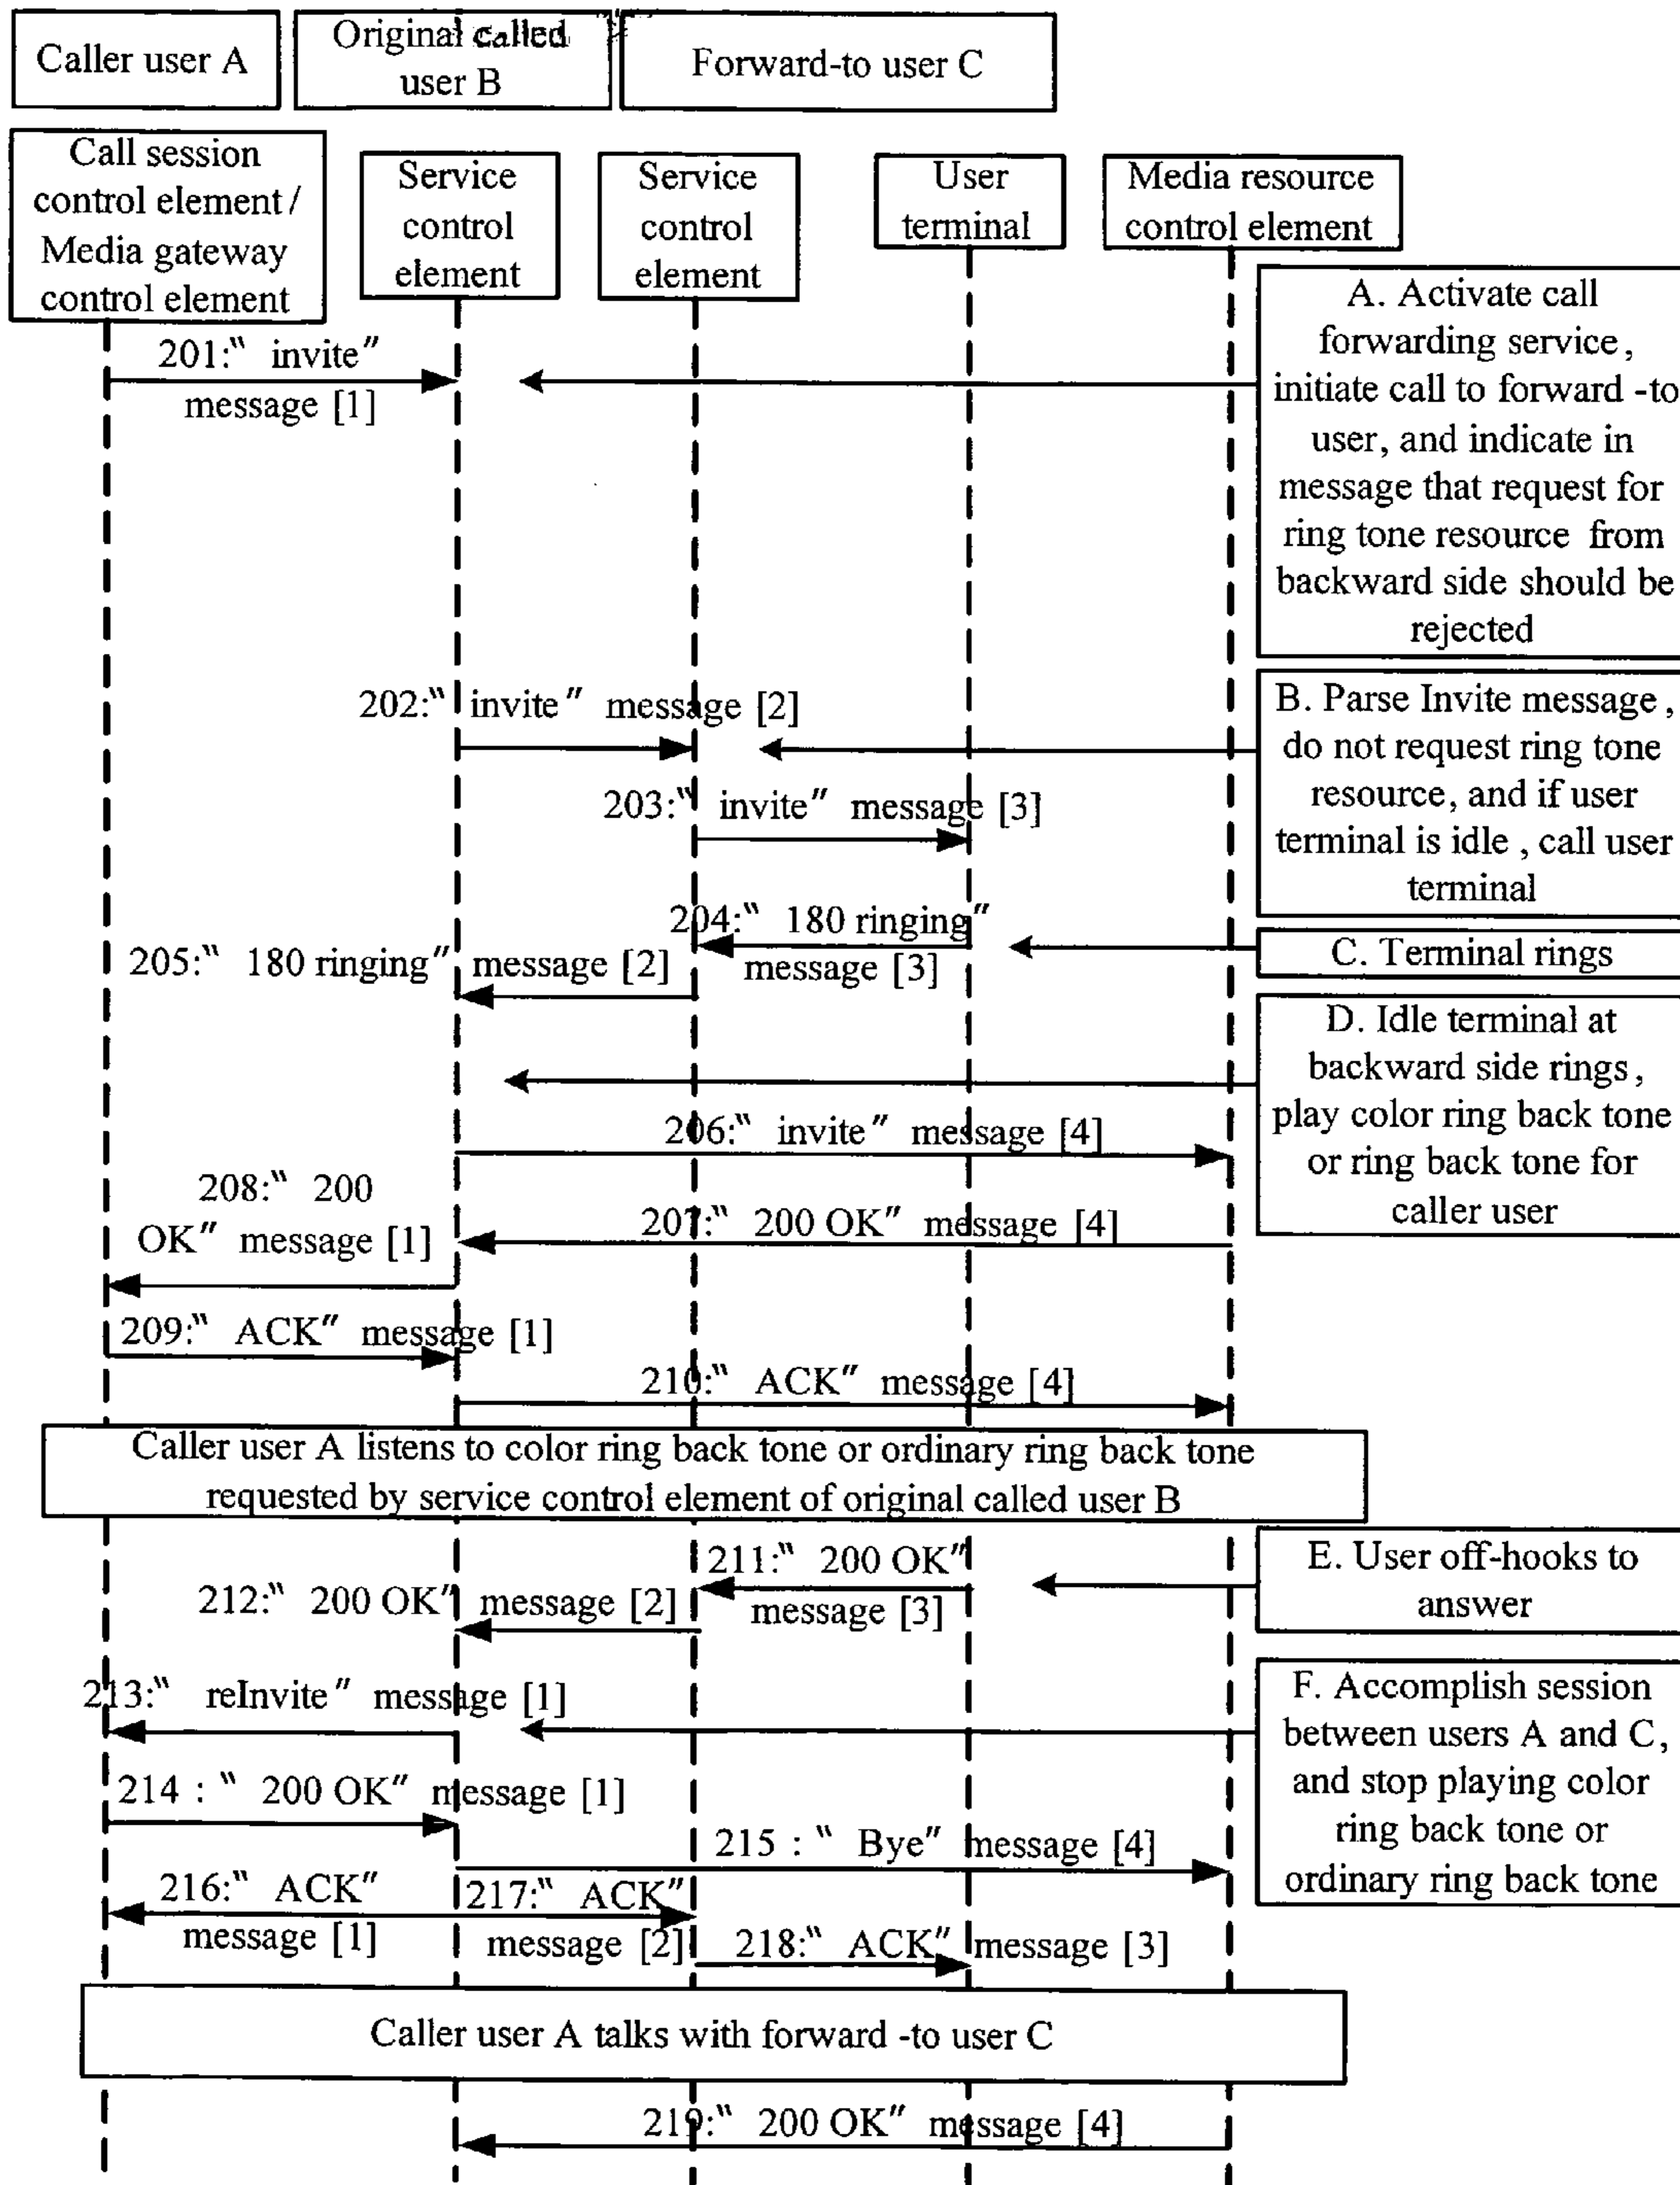 Caller user A
Original called
user B
Forward-to user C
Call session
control element /
Media gateway
control element
Service
control
element
Service
control
element
User
terminal
Media resource
control element
A. Activate call
forwarding service,
initiate call to forward -to
user, and indicate in
message that request for
ring tone resource from
backward side should be
rejected
201:“ invite”
message [1]
202:“ invite” message [2]
B. Parse Invite message,
do not request ring tone
resource, and if user
terminal is idle, call user
terminal
203:“ invite” message [3]
204:“ 180 ringing”
message [3]
C. Terminal rings
205:“ 180 ringing” message [2]
D. Idle terminal at
backward side rings,
play color ring back tone
or ring back tone for
caller user
206:“ invite” message [4]
207:“ 200 OK” message [4]
208:“ 200
OK” message [1]
209:“ ACK” message [1]
210:“ ACK” message [4]
Caller user A listens to color ring back tone or ordinary ring back tone
requested by service control element of original called user B
211:“ 200 OK”
message [3]
E. User off-hooks to
answer
212:“ 200 OK” message [2]
213:“ reInvite” message [1]
F. Accomplish session
between users A and C,
and stop playing color
ring back tone or
ordinary ring back tone
214 : “ 200 OK” message [1]
215 : “ Bye” message [4]
216:“ ACK”
message [1]
217:“ ACK”
message [2]
218:“ ACK” message [3]
Caller user A talks with forward -to user C
219:“ 200 OK” message [4]